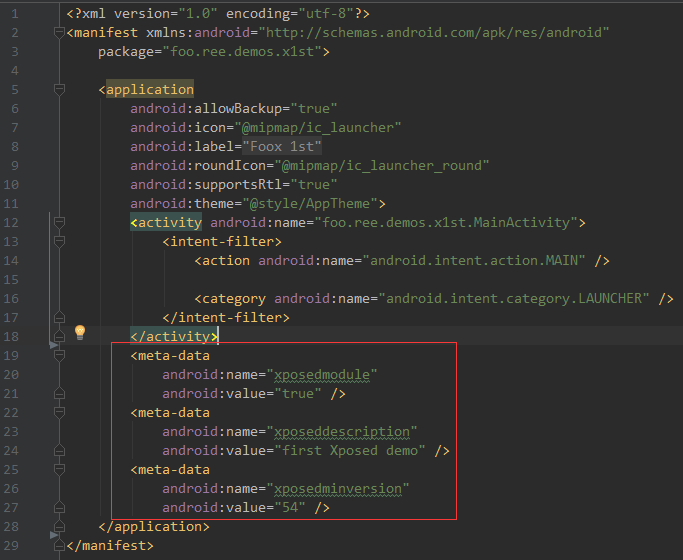 1 <?xml version="1.0" encoding="utf-8"?>
2 <manifest xmlns:android="http://schemas.android.com/apk/res/android"
3     package="foo.ree.demos.x1st">
4
5     <application
6         android:allowBackup="true"
7         android:icon="@mipmap/ic_launcher"
8         android:label="Foox 1st"
9         android:roundIcon="@mipmap/ic_launcher_round"
10         android:supportsRtl="true"
11         android:theme="@style/AppTheme">
12         <activity android:name="foo.ree.demos.x1st.MainActivity">
13             <intent-filter>
14                 <action android:name="android.intent.action.MAIN" />
15
16                 <category android:name="android.intent.category.LAUNCHER" />
17             </intent-filter>
18         </activity>
19         <meta-data
20             android:name="xposedmodule"
21             android:value="true" />
22         <meta-data
23             android:name="xposeddescription"
24             android:value="first Xposed demo" />
25         <meta-data
26             android:name="xposedminversion"
27             android:value="54" />
28     </application>
29 </manifest>